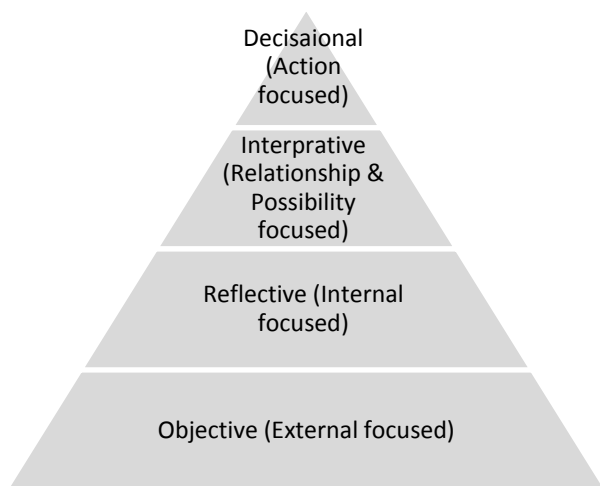 Decisaional
(Action
focused)
Interprative
(Relationship &
Possibility
focused)
Reflective (Internal
focused)
Objective (External focused)